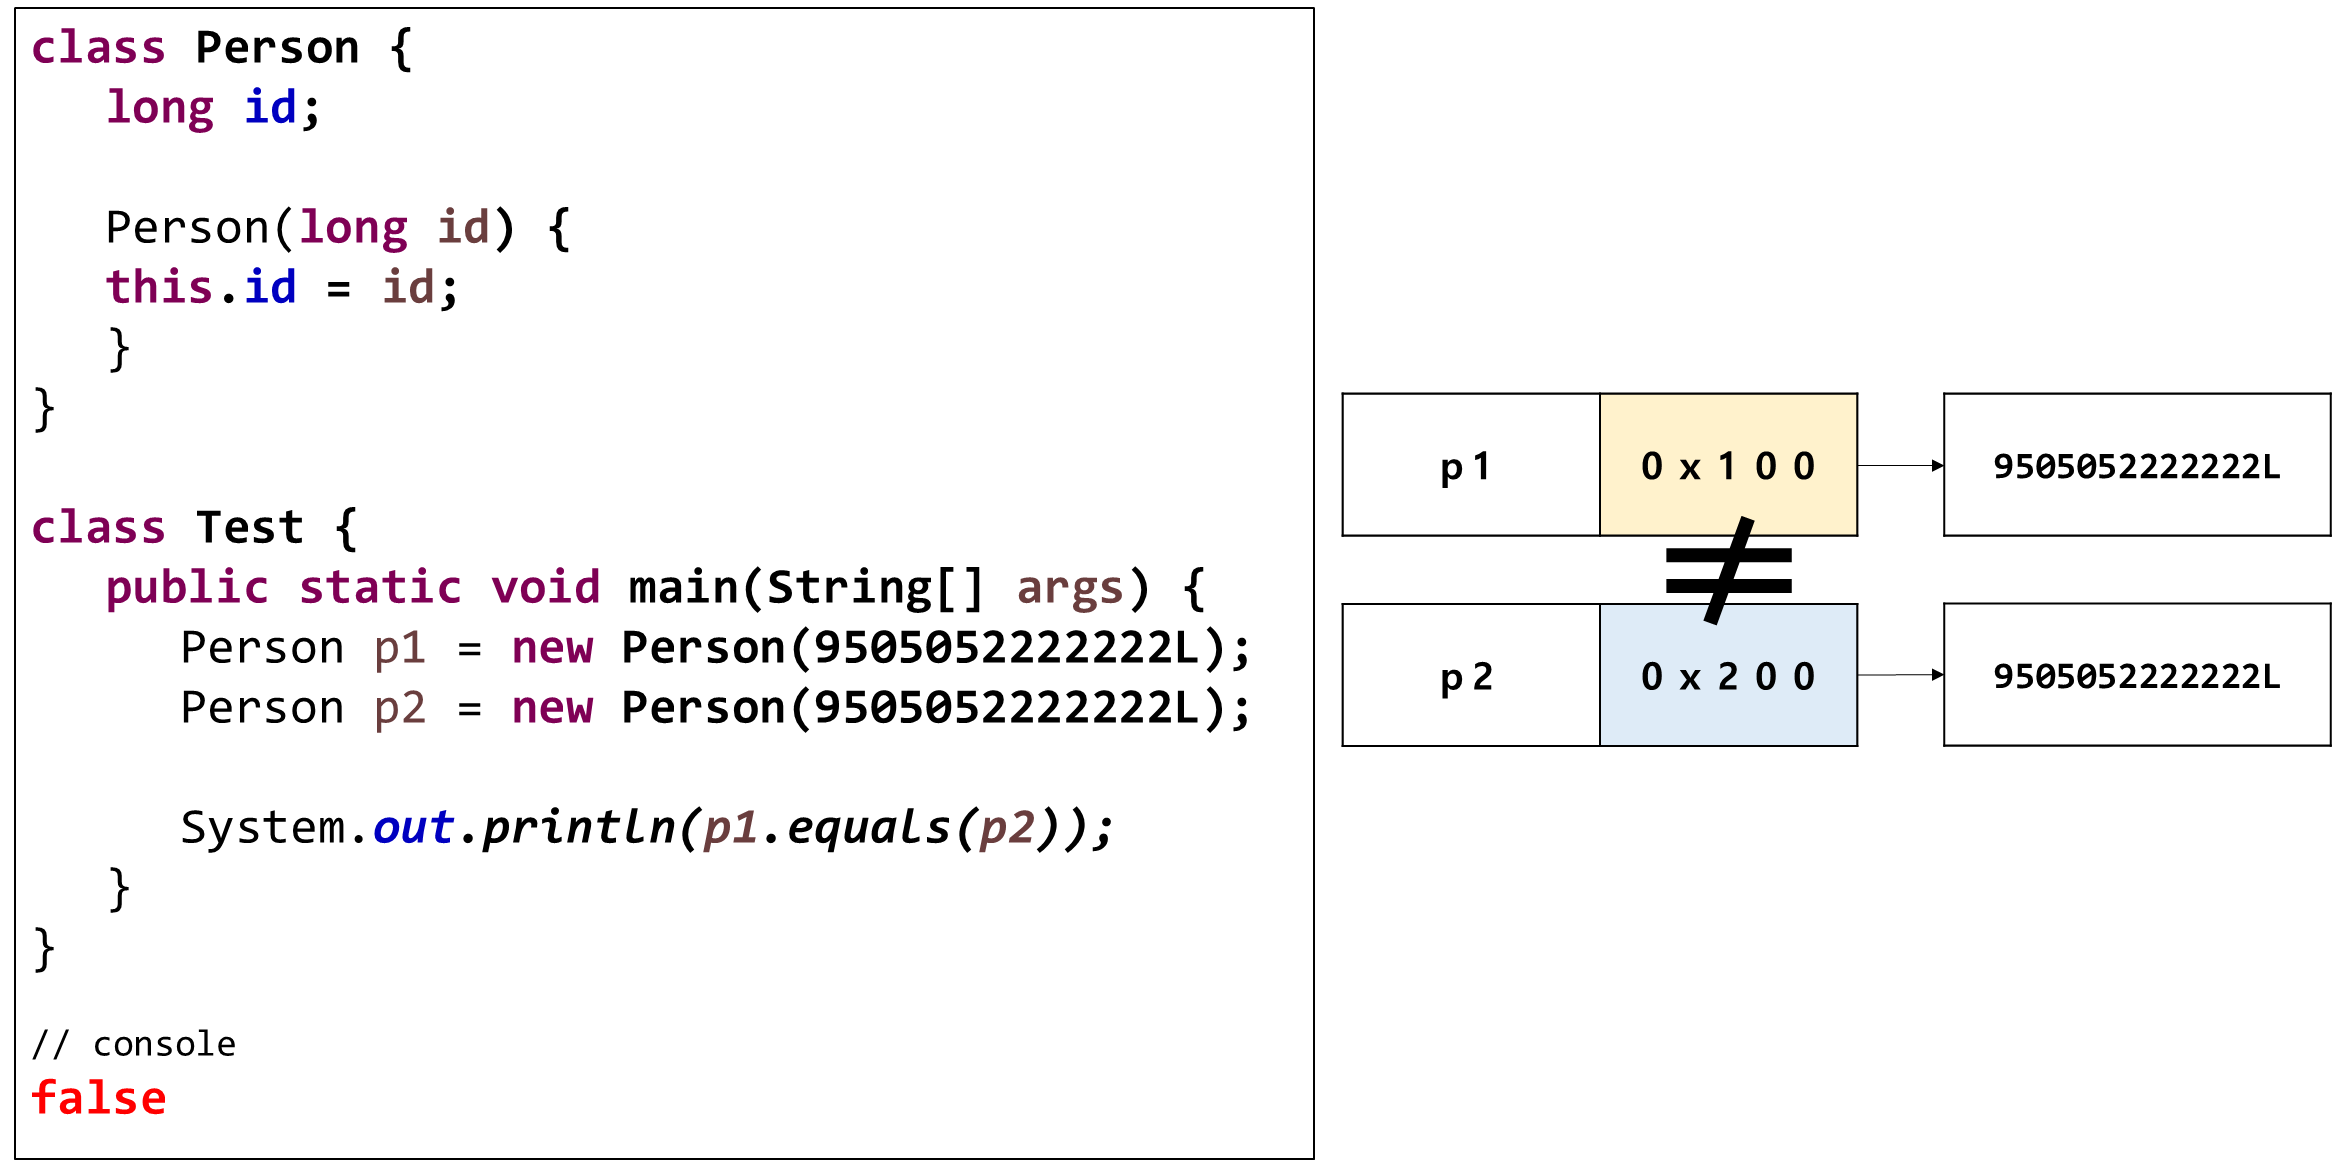 class Person {
long id;
Person(long id) {
this.id = id;
}
}
class Test {
public static void main(String[] args) {
Person p1 = new Person(9505052222222L);
Person p2 = new Person(9505052222222L);
System.out.println(p1.equals(p2));
}
}
// console
false
p1
0x100
9505052222222L
≠
p2
0x200
9505052222222L